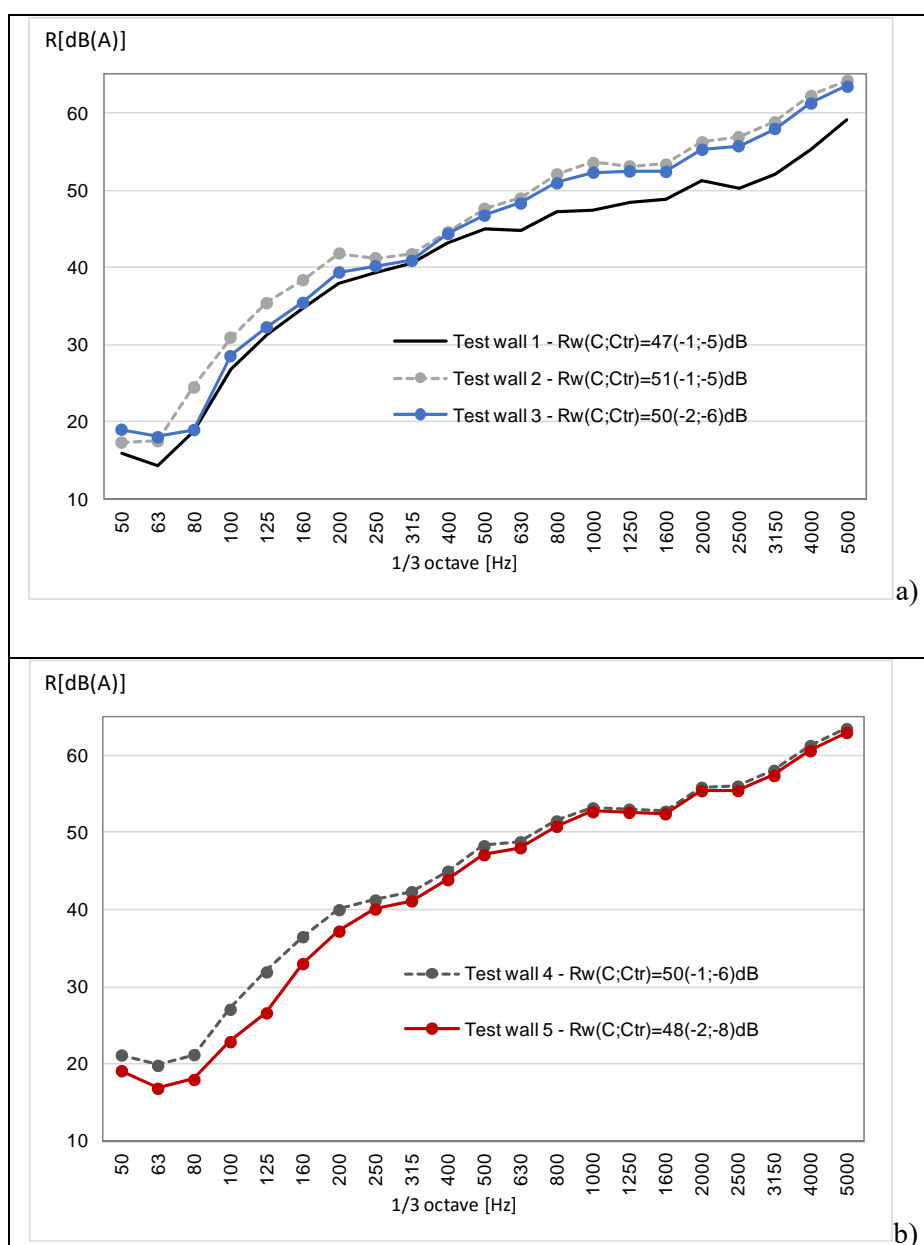 R[dB(A)]
60
50
40
30
20
10
Test wall 1 - Rw(C;Ctr)=47(-1;-5)dB
Test wall 2 - Rw(C;Ctr)=51(-1;-5)dB
Test wall 3 - Rw(C;Ctr)=50(-2;-6)dB
50 63 80 100 125 160 200 250 315 400 500 630 800 1000 1250 1600 2000 2500 3150 4000 5000
1/3 octave [Hz]
a)
R[dB(A)]
60
50
40
30
20
10
Test wall 4 - Rw(C;Ctr)=50(-1;-6)dB
Test wall 5 - Rw(C;Ctr)=48(-2;-8)dB
50 63 80 100 125 160 200 250 315 400 500 630 800 1000 1250 1600 2000 2500 3150 4000 5000
1/3 octave [Hz]
b)